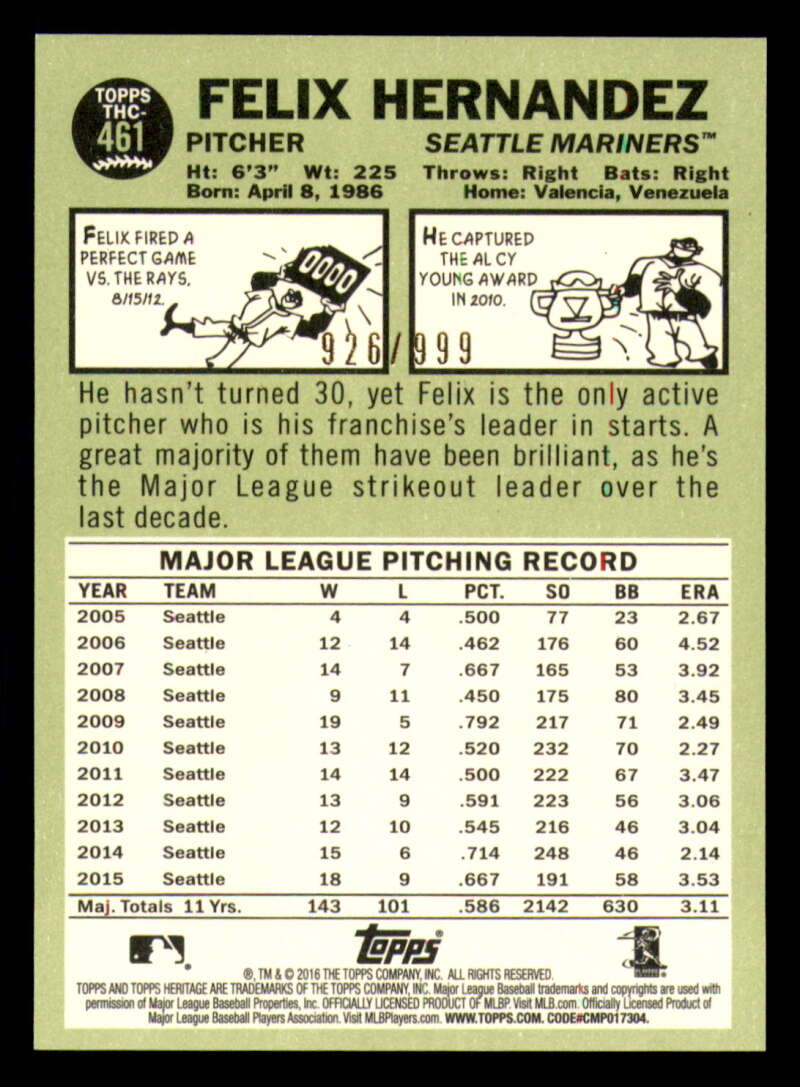 TOPPS
THC-
461
FELIX HERNANDEZ
PITCHER SEATTLE MARINERS™
Ht: 6'3" Wt: 225 Throws: Right Bats: Right
Born: April 8, 1986 Home: Valencia, Venezuela
FELIX FIRED A
PERFECT GAME
VS. THE RAYS,
8/15/12.
0000
HE CAPTURED
THE AL CY
YOUNG AWARD
IN 2010.
926/999
He hasn't turned 30, yet Felix is the only active
pitcher who is his franchise's leader in starts. A
great majority of them have been brilliant, as he's
the Major League strikeout leader over the
last decade.
MAJOR LEAGUE PITCHING RECORD
YEAR TEAM W L PCT. SO BB ERA
2005 Seattle 4 4 .500 77 23 2.67
2006 Seattle 12 14 .462 176 60 4.52
2007 Seattle 14 7 .667 165 53 3.92
2008 Seattle 9 11 .450 175 80 3.45
2009 Seattle 19 5 .792 217 71 2.49
2010 Seattle 13 12 .520 232 70 2.27
2011 Seattle 14 14 .500 222 67 3.47
2012 Seattle 13 9 .591 223 56 3.06
2013 Seattle 12 10 .545 216 46 3.04
2014 Seattle 15 6 .714 248 46 2.14
2015 Seattle 18 9 .667 191 58 3.53
Maj. Totals 11 Yrs. 143 101 .586 2142 630 3.11
topps®
®, TM & © 2016 THE TOPPS COMPANY, INC. ALL RIGHTS RESERVED.
TOPPS AND TOPPS HERITAGE ARE TRADEMARKS OF THE TOPPS COMPANY, INC. Major League Baseball trademarks and copyrights are used with
permission of Major League Baseball Properties, Inc. OFFICIALLY LICENSED PRODUCT OF MLBP. Visit MLB.com. Officially Licensed Product of
Major League Baseball Players Association. Visit MLBPlayers.com. WWW.TOPPS.COM. CODE#CMP017304.